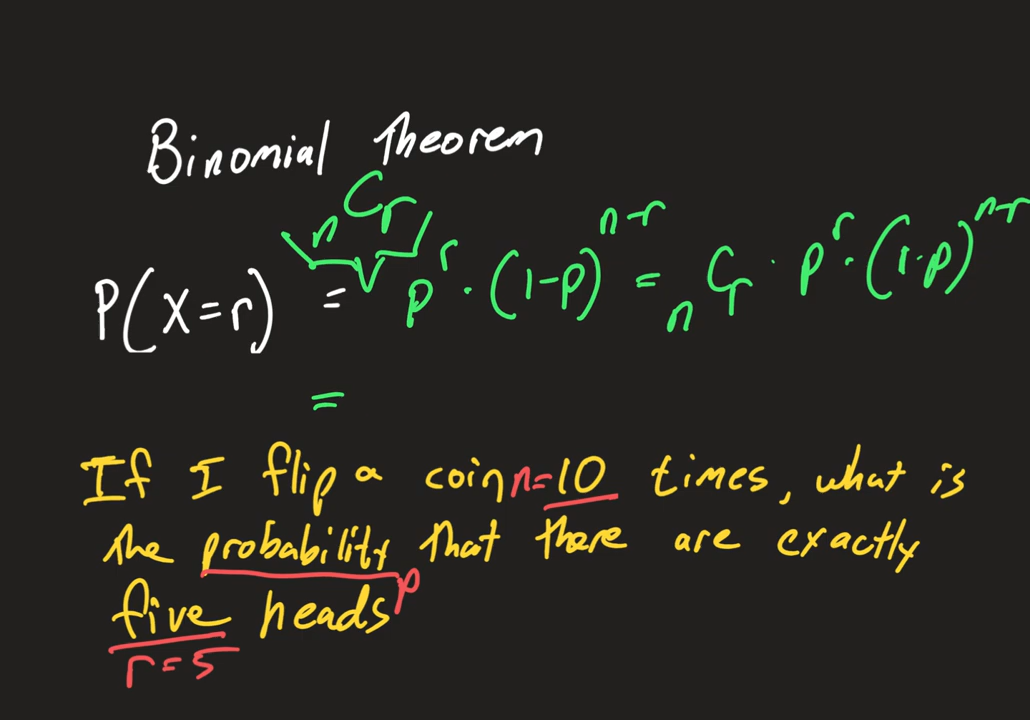 Binomial Theorem
nCr
P(X=r) = p^r · (1-p)^n-r = nCr · p^r · (1-p)^n-r
=
If I flip a coin n=10 times, what is
the probability that there are exactly
five heads p
r=5